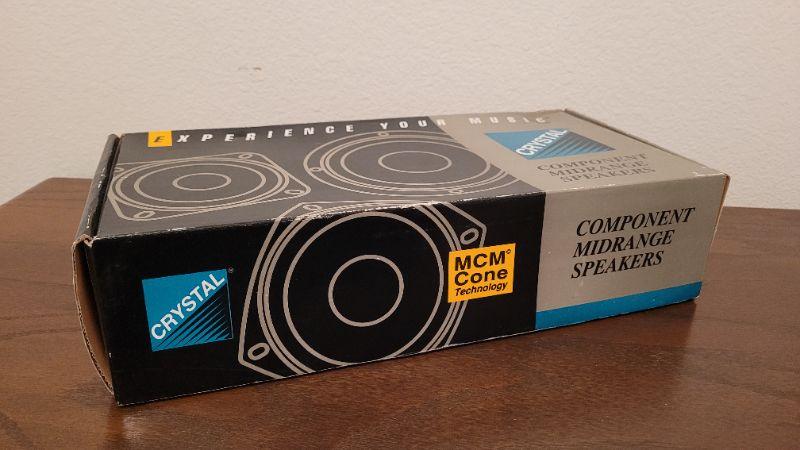 EXPERIENCE YOUR MUSIC
CRYSTAL
COMPONENT
MIDRANGE
SPEAKERS
CRYSTAL®
MCM©
Cone
Technology
COMPONENT
MIDRANGE
SPEAKERS